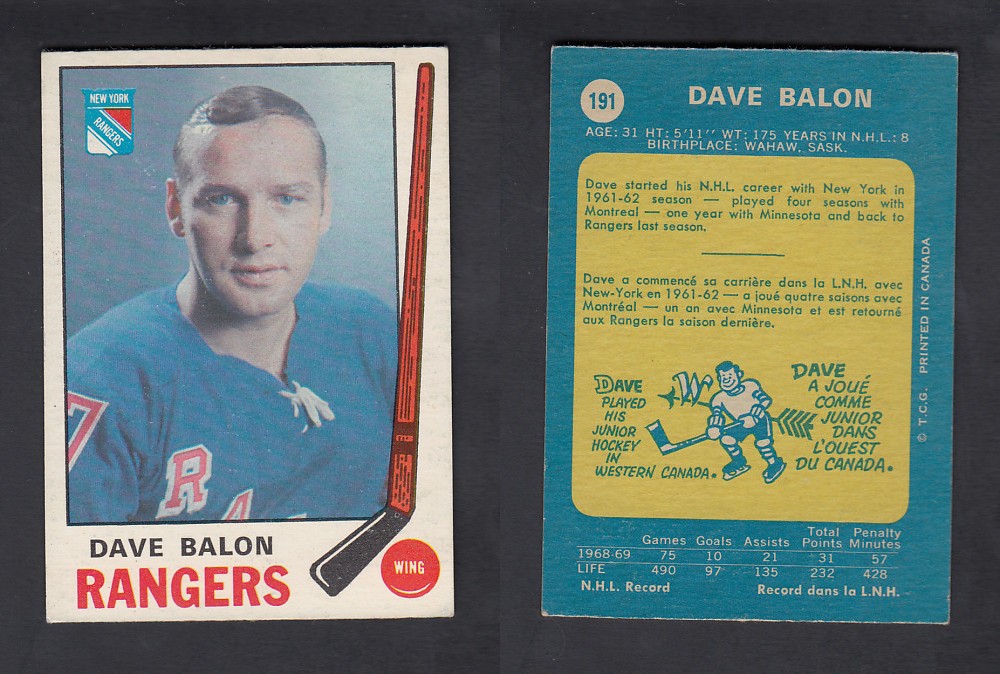 NEW YORK
RANGERS
7
RA
DAVE BALON
RANGERS
WING
191
DAVE BALON
AGE: 31 HT: 5'11'' WT: 175 YEARS IN N.H.L.: 8
BIRTHPLACE: WAHAW, SASK.
Dave started his N.H.L. career with New York in
1961-62 season — played four seasons with
Montreal — one year with Minnesota and back to
Rangers last season.
Dave a commencé sa carrière dans la L.N.H. avec
New-York en 1961-62 — a joué quatre saisons avec
Montréal — un an avec Minnesota et est retourné
aux Rangers la saison dernière.
DAVE
PLAYED
HIS
JUNIOR
HOCKEY
IN
WESTERN CANADA.
W
DAVE
A JOUÉ
COMME
JUNIOR
DANS
L'OUEST
DU CANADA.
© T.C.G. PRINTED IN CANADA
Games Goals Assists Total Points Penalty Minutes
1968-69 75 10 21 31 57
LIFE 490 97 135 232 428
N.H.L. Record Record dans la L.N.H.